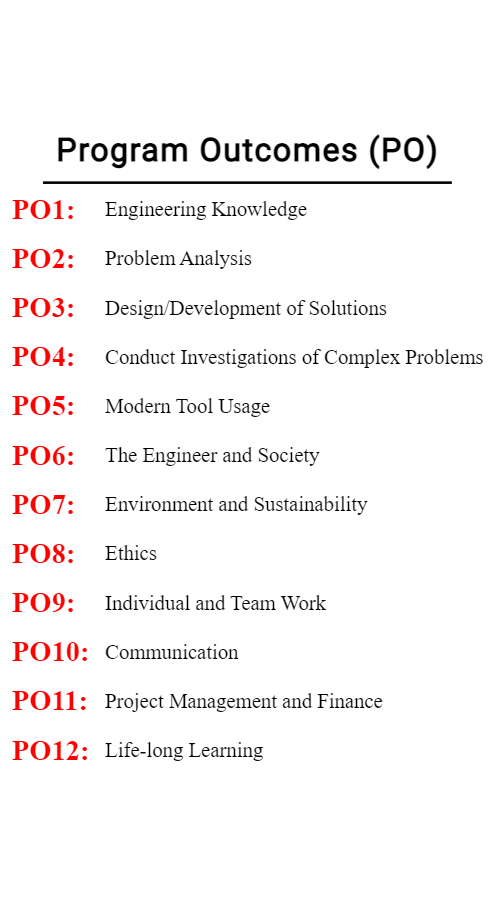 Program Outcomes (PO)
PO1: Engineering Knowledge
PO2: Problem Analysis
PO3: Design/Development of Solutions
PO4: Conduct Investigations of Complex Problems
PO5: Modern Tool Usage
PO6: The Engineer and Society
PO7: Environment and Sustainability
PO8: Ethics
PO9: Individual and Team Work
PO10: Communication
PO11: Project Management and Finance
PO12: Life-long Learning